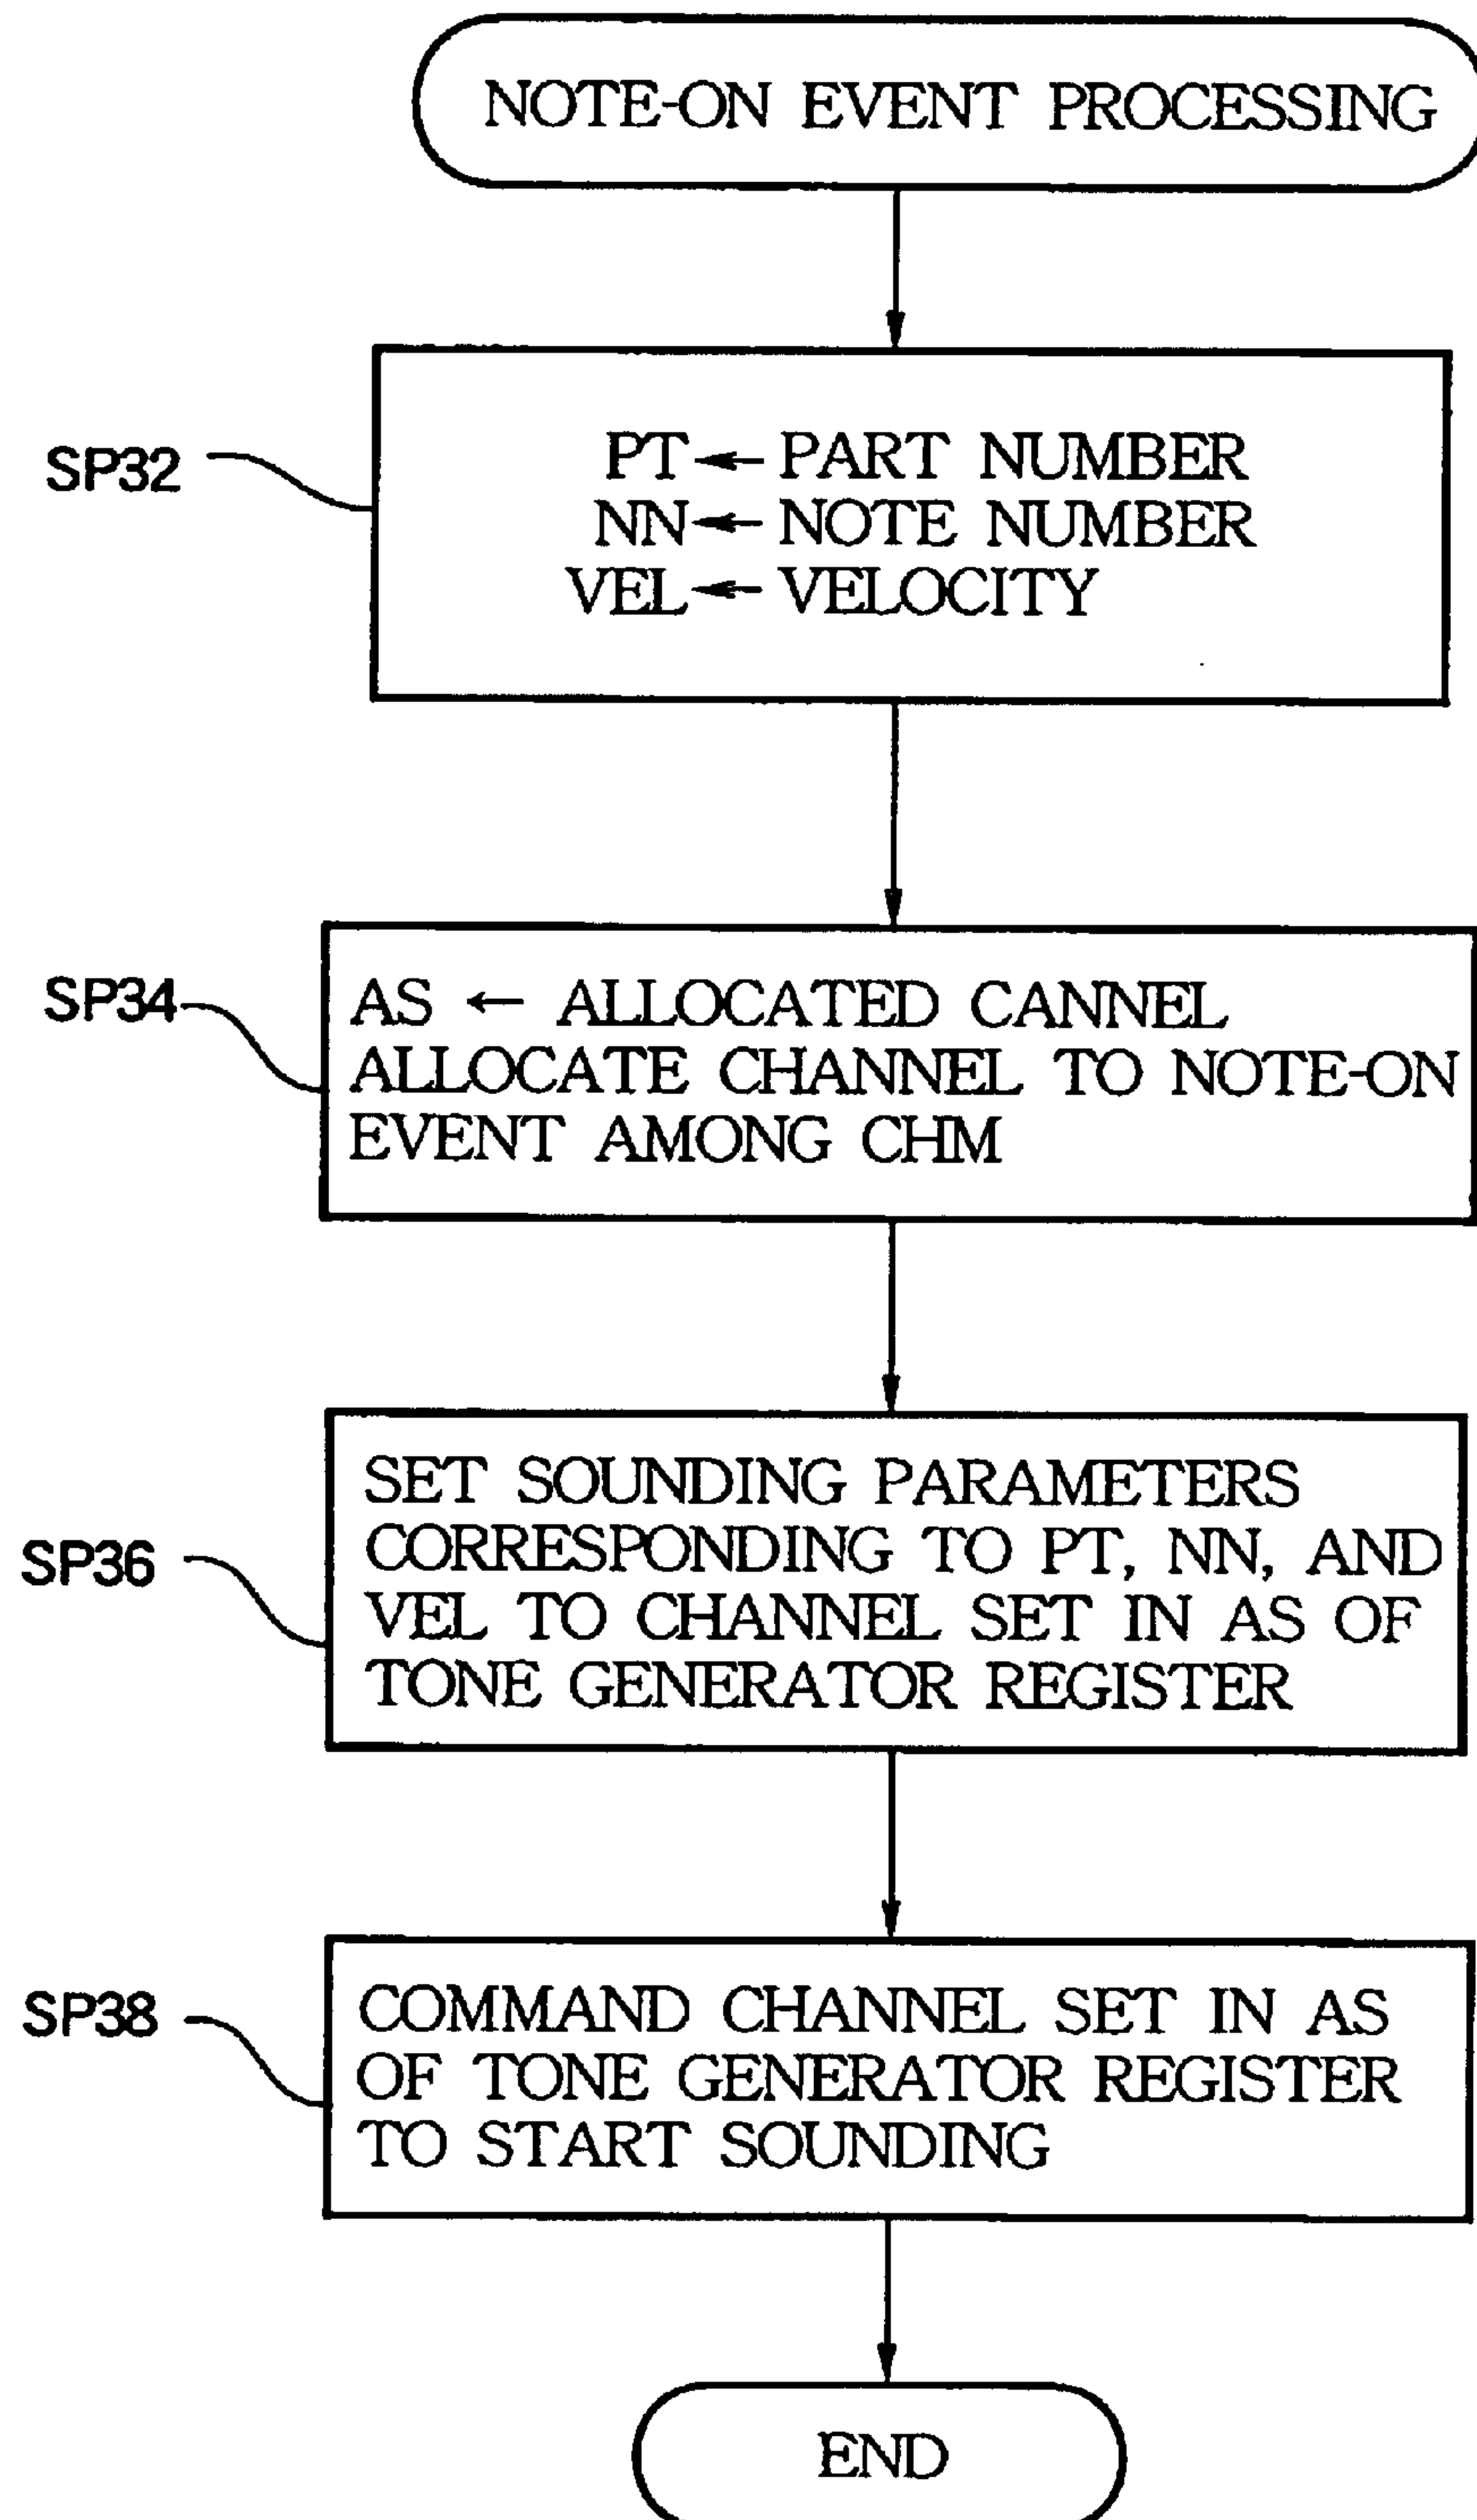 NOTE-ON EVENT PROCESSING
SP32
PT ← PART NUMBER
NN ← NOTE NUMBER
VEL ← VELOCITY
SP34
AS ← ALLOCATED CANNEL
ALLOCATE CHANNEL TO NOTE-ON
EVENT AMONG CHM
SP36
SET SOUNDING PARAMETERS
CORRESPONDING TO PT, NN, AND
VEL TO CHANNEL SET IN AS OF
TONE GENERATOR REGISTER
SP38
COMMAND CHANNEL SET IN AS
OF TONE GENERATOR REGISTER
TO START SOUNDING
END